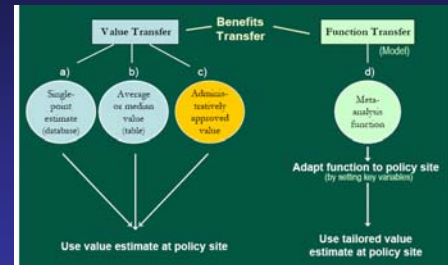 Benefits
Transfer
Value Transfer
Function Transfer
(Model)
a)
b)
c)
d)
Single-
point
estimate
(database)
Average
or median
value
(table)
Adminis-
tratively
approved
value
Meta-
analysis
function
Adapt function to policy site
(by setting key variables)
Use value estimate at policy site
Use tailored value
estimate at policy site